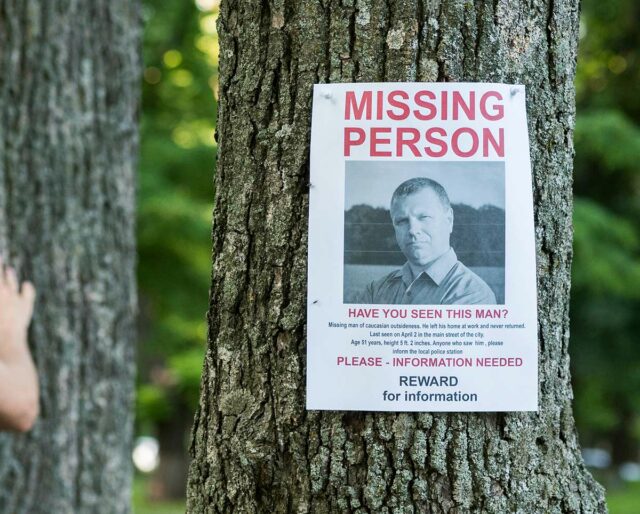 MISSING
PERSON
HAVE YOU SEEN THIS MAN?
Missing man of caucasian outsideness. He left his home at work and never returned.
Last seen on April 2 in the main street of the city.
Age 51 years, height 5 ft. 2 inches. Anyone who saw him , please
inform the local police station
PLEASE - INFORMATION NEEDED
REWARD
for information